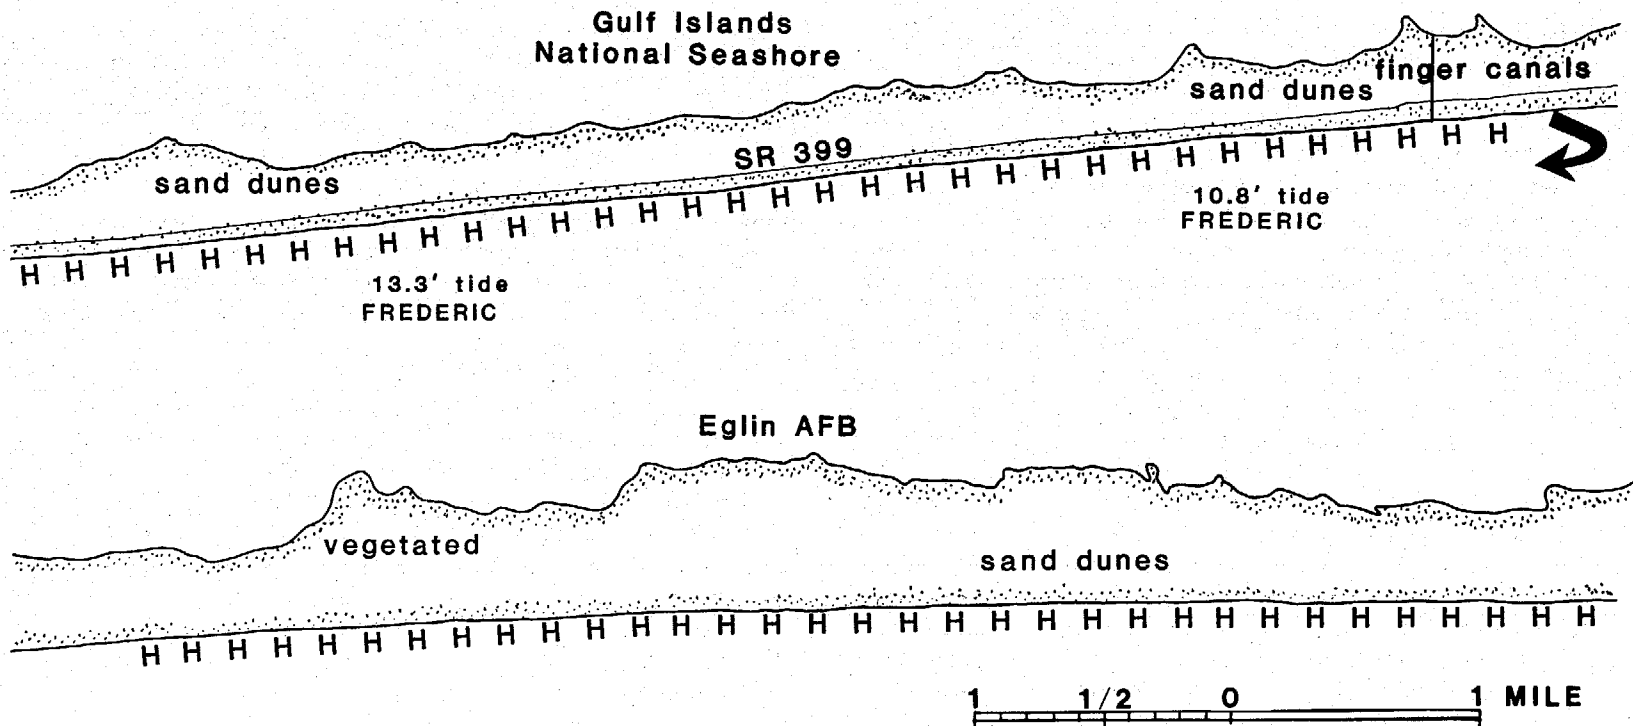 Gulf Islands
National Seashore
finger canals
sand dunes
SR 399
sand dunes
H H H H H H H H H H H H H H H H H H H H H H H H H H H H H H H H H H
10.8' tide
FREDERIC
13.3' tide
FREDERIC
Eglin AFB
vegetated
sand dunes
H H H H H H H H H H H H H H H H H H H H H H H H H H H H H H H H H
1 1/2 0 1 MILE